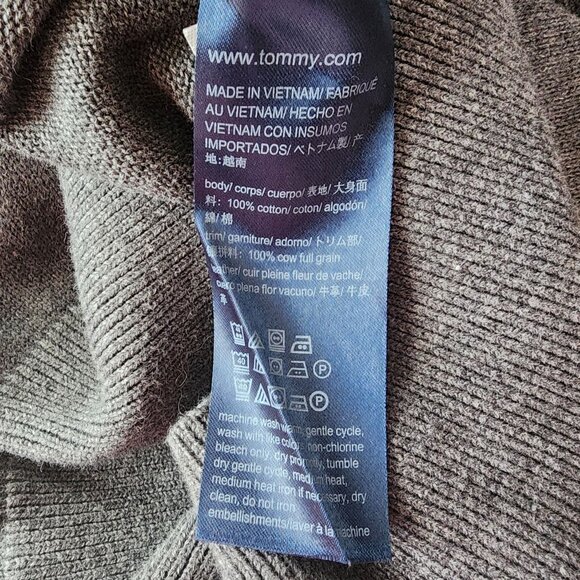 www.tommy.com
MADE IN VIETNAM/ FABRIQUÉ
AU VIETNAM/ HECHO EN
VIETNAM CON INSUMOS
IMPORTADOS/ ベトナム製/ 产
地: 越南
body/ corps/ cuerpo/ 表地/ 大身面
料: 100% cotton/ coton/ algodón/
綿/ 棉
trim/ garniture/ adorno/ トリム部/
拼料: 100% cow full grain
leather/ cuir pleine fleur de vache/
cuero plena flor vacuno/ 牛革/ 牛皮
革
40 P
P
machine wash warm, gentle cycle,
wash with like colors, non-chlorine
bleach only, dry promptly, tumble
dry gentle cycle, medium heat,
medium heat iron if necessary, dry
clean, do not iron
embellishments/laver à la machine